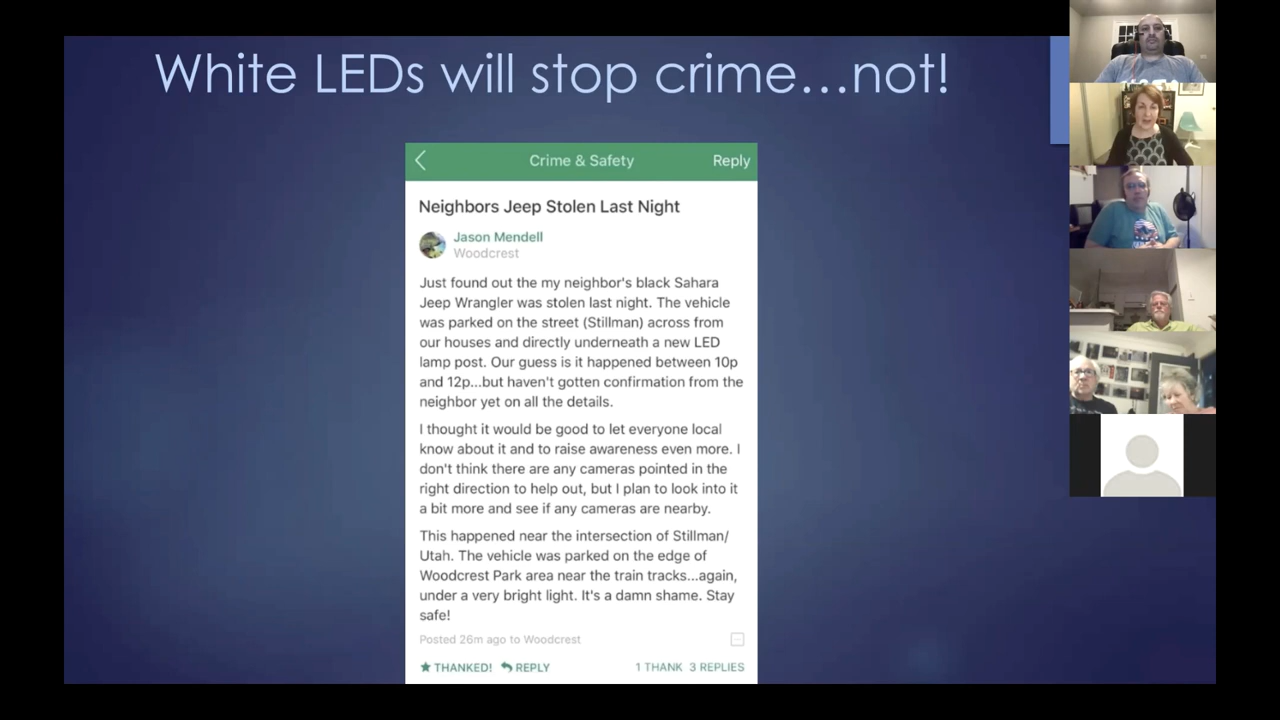 White LEDs will stop crime...not!
Crime & Safety
Reply
Neighbors Jeep Stolen Last Night
Jason Mendell
Woodcrest
Just found out the my neighbor's black Sahara
Jeep Wrangler was stolen last night. The vehicle
was parked on the street (Stillman) across from
our houses and directly underneath a new LED
lamp post. Our guess is it happened between 10p
and 12p...but haven't gotten confirmation from the
neighbor yet on all the details.
I thought it would be good to let everyone local
know about it and to raise awareness even more. I
don't think there are any cameras pointed in the
right direction to help out, but I plan to look into it
a bit more and see if any cameras are nearby.
This happened near the intersection of Stillman/
Utah. The vehicle was parked on the edge of
Woodcrest Park area near the train tracks...again,
under a very bright light. It's a damn shame. Stay
safe!
Posted 26m ago to Woodcrest
THANKED! REPLY 1 THANK 3 REPLIES